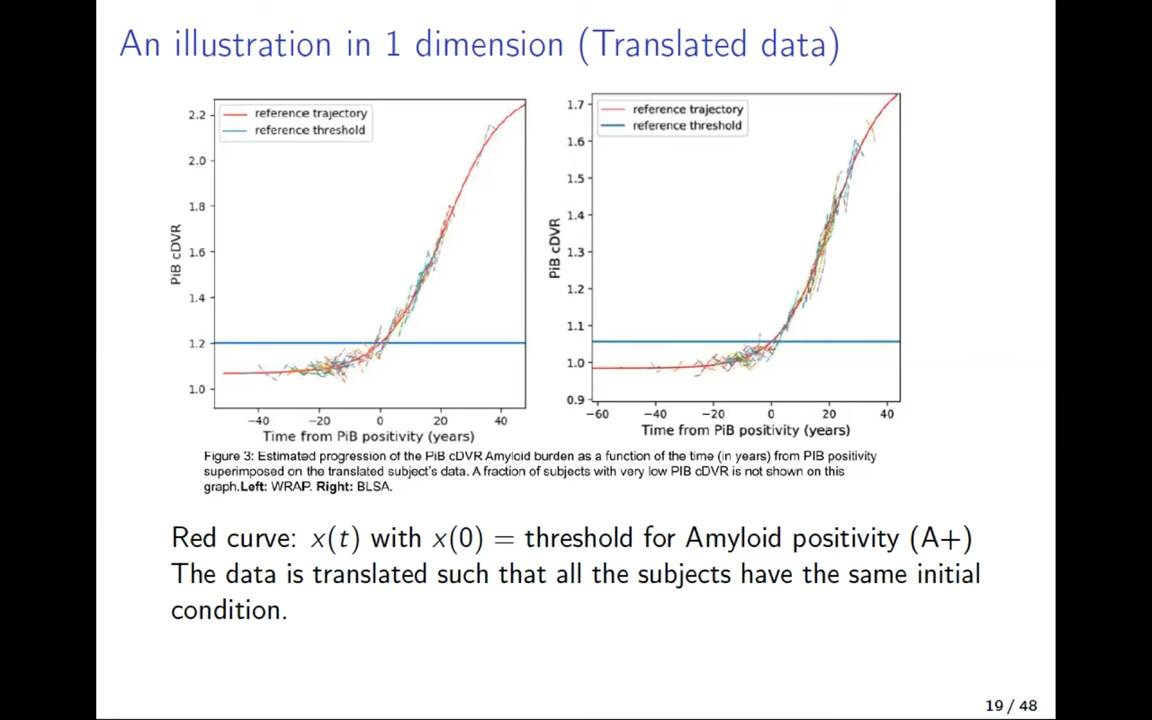 An illustration in 1 dimension (Translated data)
reference trajectory
reference threshold
2.2
2.0
1.8
1.6
1.4
1.2
1.0
PiB cDVR
−40 −20 0 20 40
Time from PiB positivity (years)
reference trajectory
reference threshold
1.7
1.6
1.5
1.4
1.3
1.2
1.1
1.0
0.9
PiB cDVR
−60 −40 −20 0 20 40
Time from PiB positivity (years)
Figure 3: Estimated progression of the PiB cDVR Amyloid burden as a function of the time (in years) from PIB positivity
superimposed on the translated subject's data. A fraction of subjects with very low PIB cDVR is not shown on this
graph.Left: WRAP. Right: BLSA.
Red curve: x(t) with x(0) = threshold for Amyloid positivity (A+)
The data is translated such that all the subjects have the same initial
condition.
19 / 48